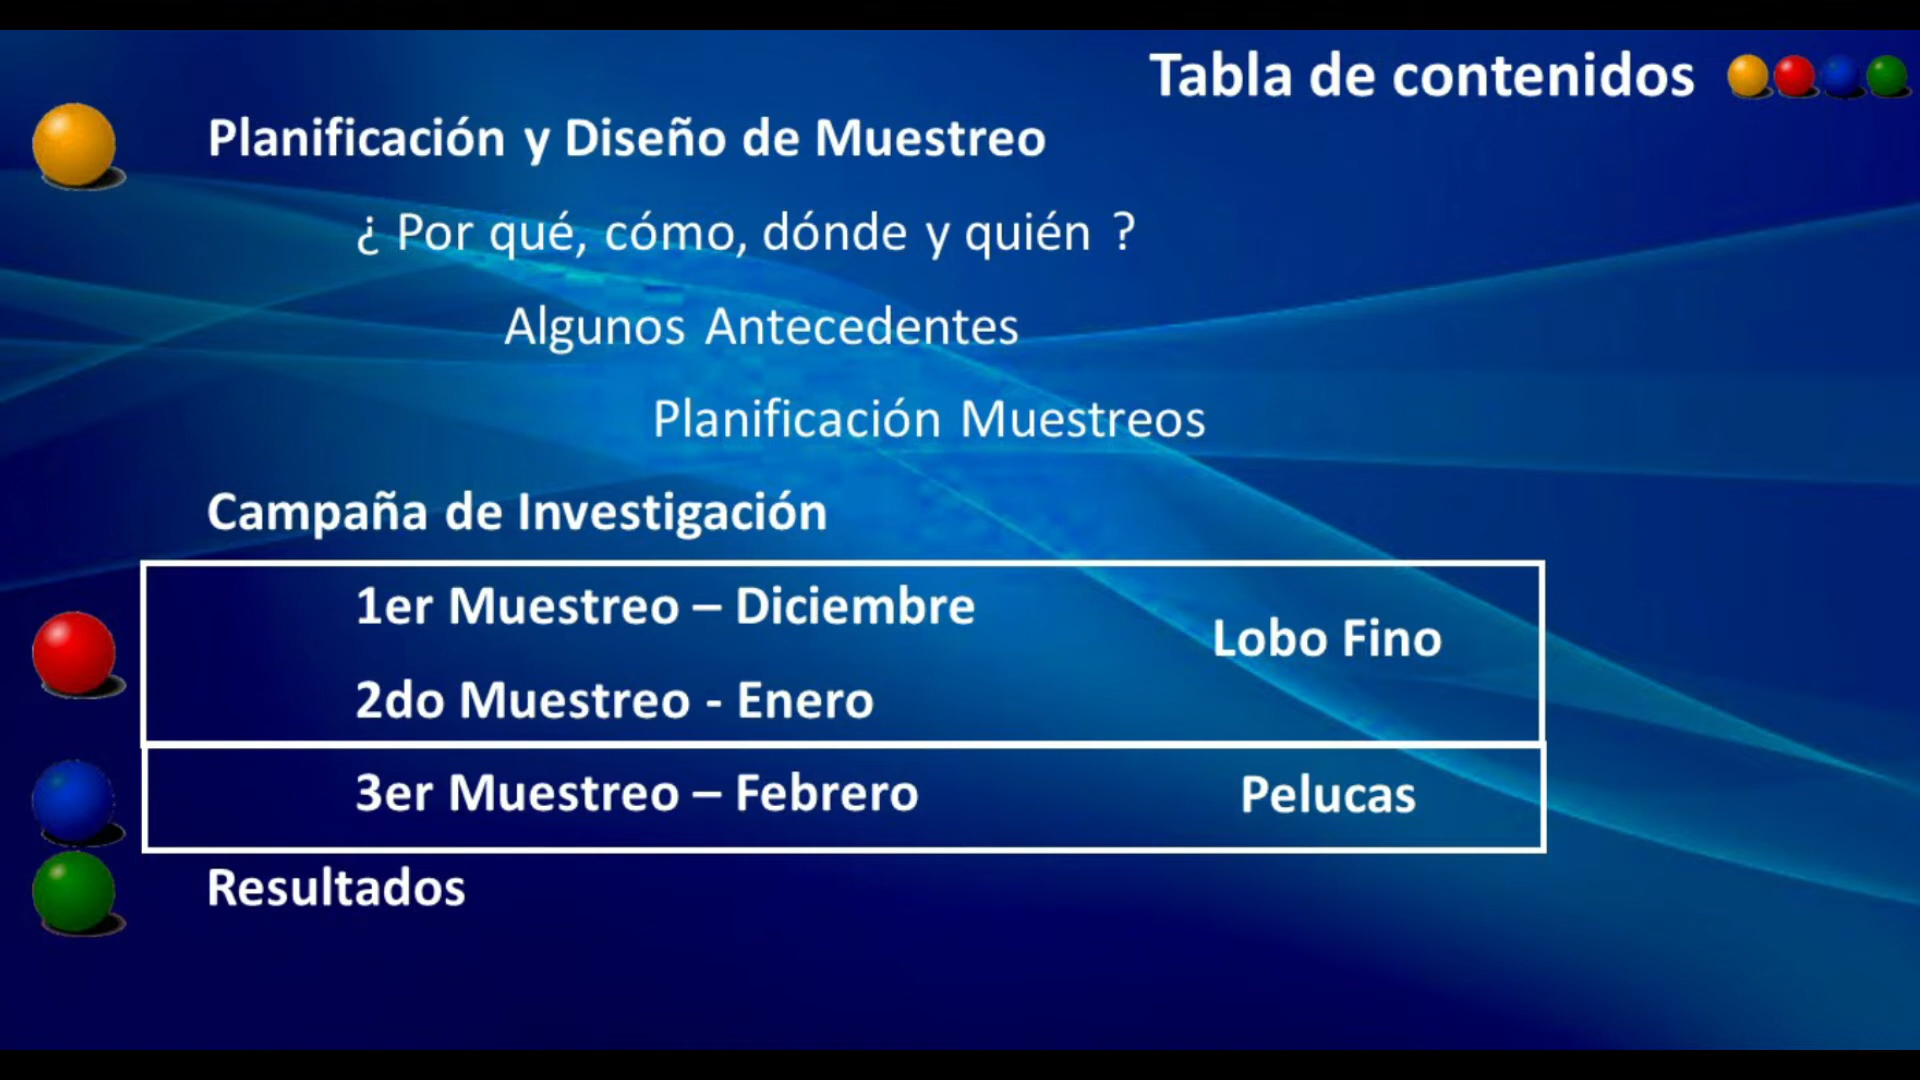 Tabla de contenidos
Planificación y Diseño de Muestreo
¿ Por qué, cómo, dónde y quién ?
Algunos Antecedentes
Planificación Muestreos
Campaña de Investigación
1er Muestreo – Diciembre
Lobo Fino
2do Muestreo - Enero
3er Muestreo – Febrero
Pelucas
Resultados